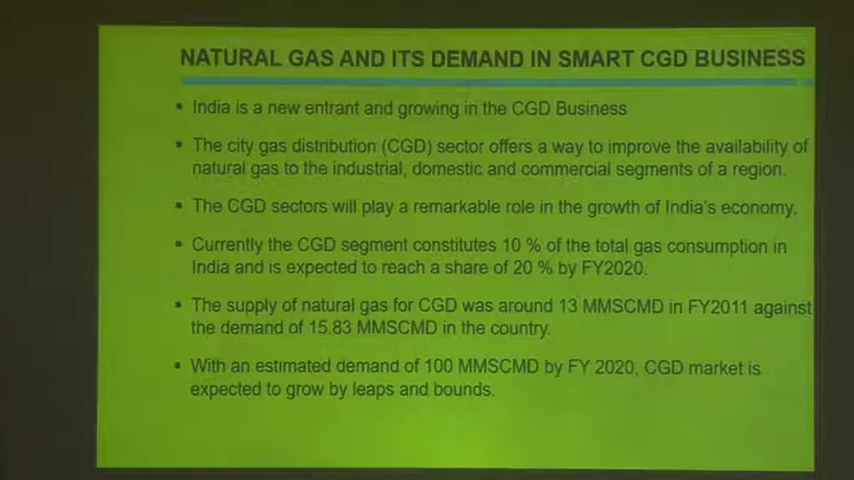 NATURAL GAS AND ITS DEMAND IN SMART CGD BUSINESS
▪ India is a new entrant and growing in the CGD Business
▪ The city gas distribution (CGD) sector offers a way to improve the availability of
natural gas to the industrial, domestic and commercial segments of a region.
▪ The CGD sectors will play a remarkable role in the growth of India's economy.
▪ Currently the CGD segment constitutes 10 % of the total gas consumption in
India and is expected to reach a share of 20 % by FY2020.
▪ The supply of natural gas for CGD was around 13 MMSCMD in FY2011 against
the demand of 15.83 MMSCMD in the country.
▪ With an estimated demand of 100 MMSCMD by FY 2020, CGD market is
expected to grow by leaps and bounds.